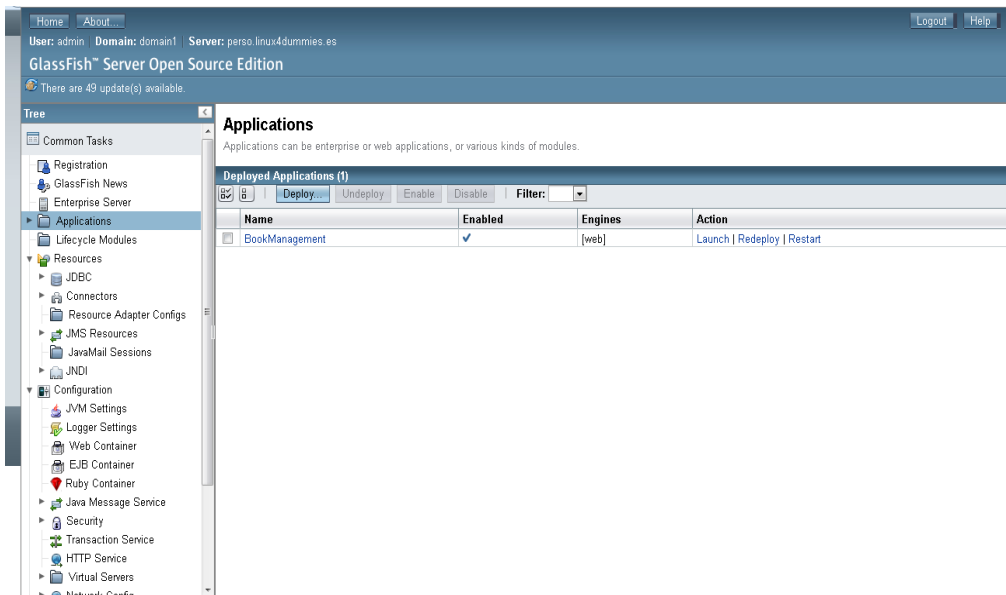 Home About... Logout Help
User: admin Domain: domain1 Server: perso.linux4dummies.es
GlassFish™ Server Open Source Edition
There are 49 update(s) available.
Tree
Common Tasks
Registration
GlassFish News
Enterprise Server
Applications
Lifecycle Modules
Resources
JDBC
Connectors
Resource Adapter Configs
JMS Resources
JavaMail Sessions
JNDI
Configuration
JVM Settings
Logger Settings
Web Container
EJB Container
Ruby Container
Java Message Service
Security
Transaction Service
HTTP Service
Virtual Servers
Network Config
Applications
Applications can be enterprise or web applications, or various kinds of modules.
Deployed Applications (1)
Deploy... Undeploy Enable Disable Filter:
Name Enabled Engines Action
BookManagement [web] Launch | Redeploy | Restart